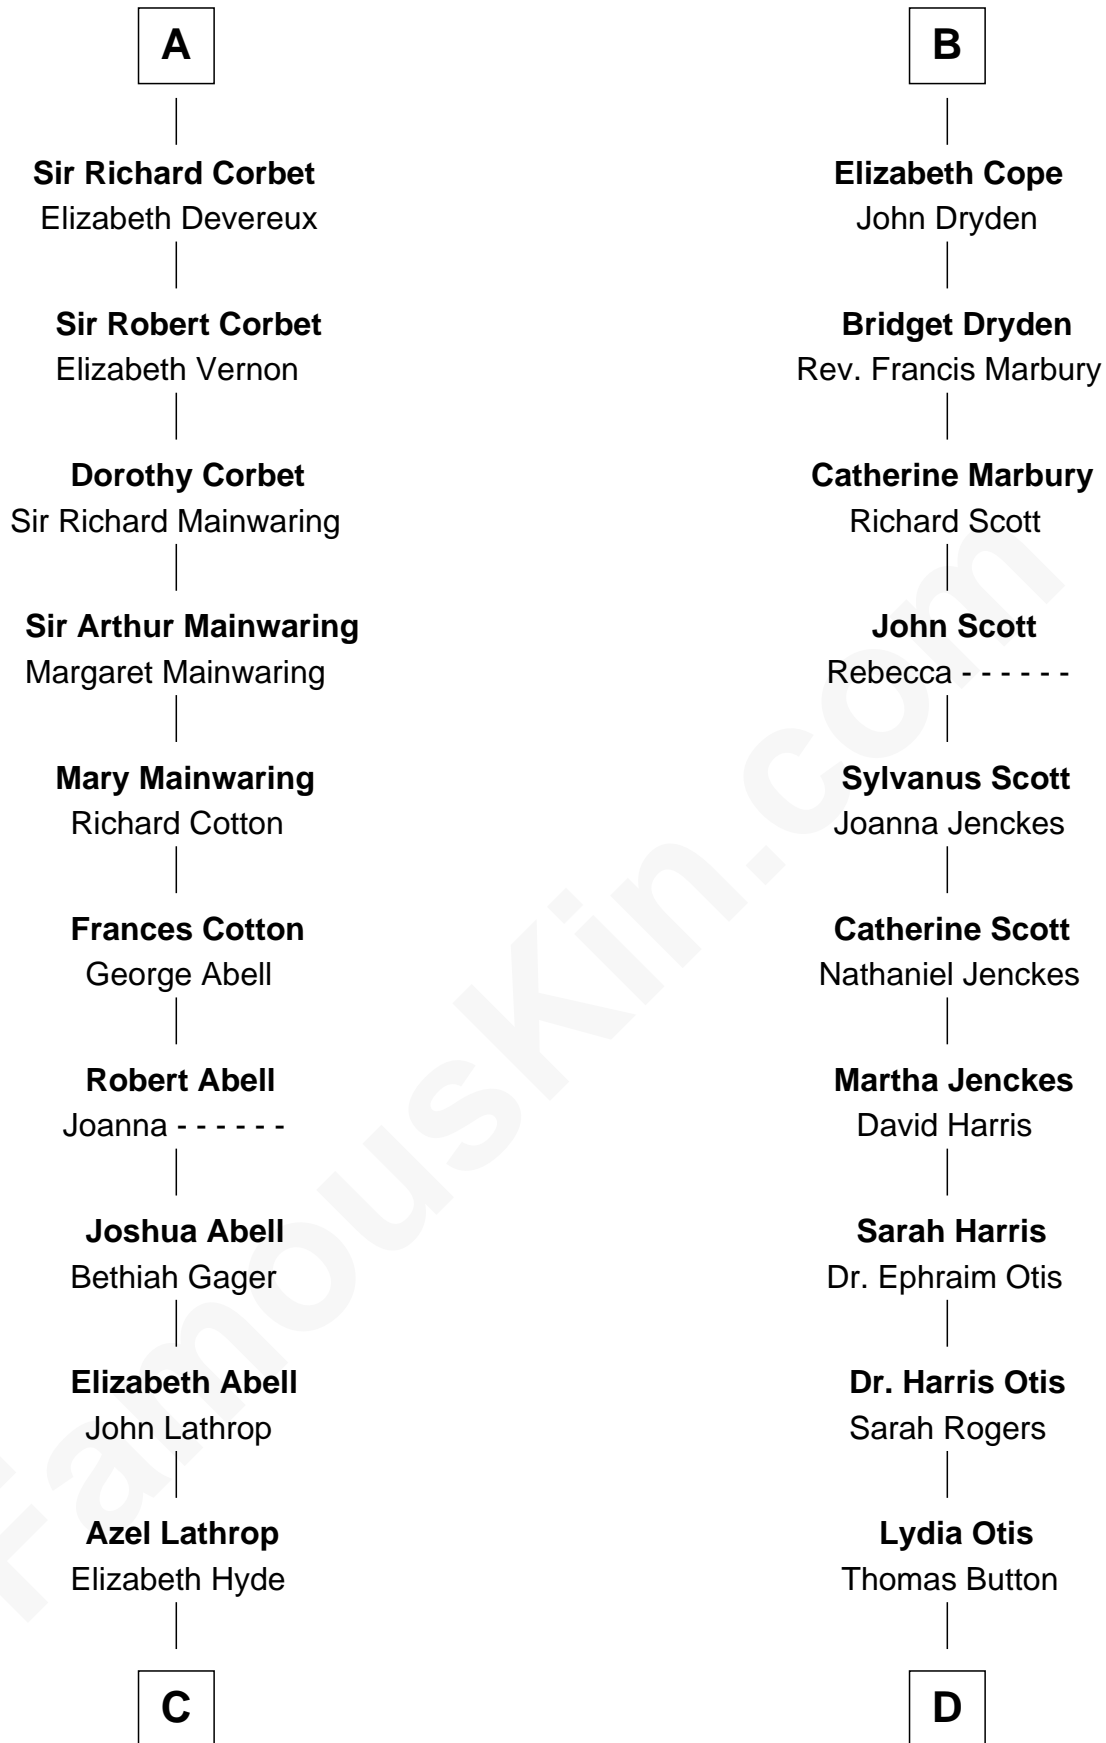 A
Sir Richard Corbet
Elizabeth Devereux
Sir Robert Corbet
Elizabeth Vernon
Dorothy Corbet
Sir Richard Mainwaring
Sir Arthur Mainwaring
Margaret Mainwaring
Mary Mainwaring
Richard Cotton
Frances Cotton
George Abell
Robert Abell
Joanna - - - - - -
Joshua Abell
Bethiah Gager
Elizabeth Abell
John Lathrop
Azel Lathrop
Elizabeth Hyde
C
B
Elizabeth Cope
John Dryden
Bridget Dryden
Rev. Francis Marbury
Catherine Marbury
Richard Scott
John Scott
Rebecca - - - - - -
Sylvanus Scott
Joanna Jenckes
Catherine Scott
Nathaniel Jenckes
Martha Jenckes
David Harris
Sarah Harris
Dr. Ephraim Otis
Dr. Harris Otis
Sarah Rogers
Lydia Otis
Thomas Button
D
FamousKin.com